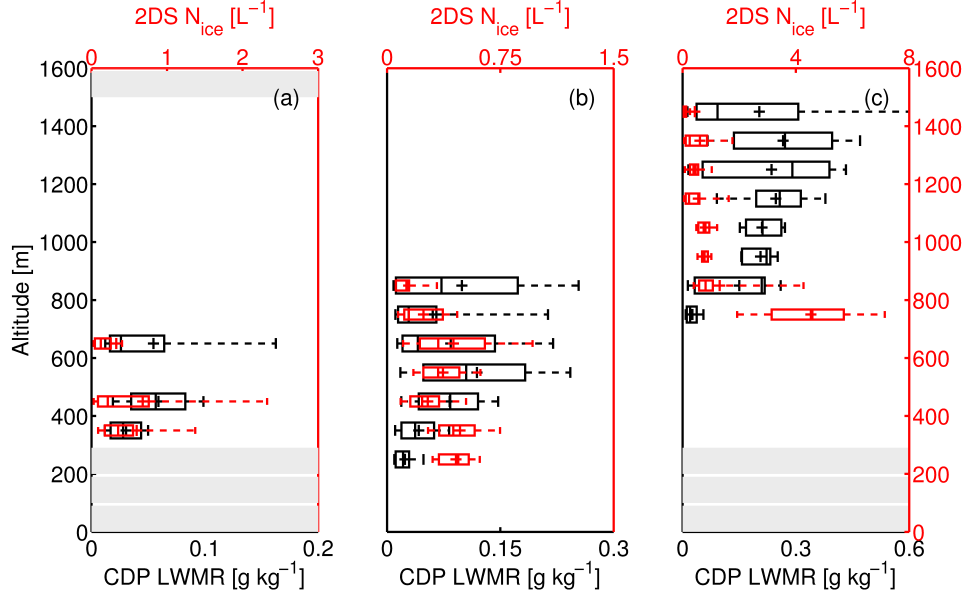 2DS N_ice [L⁻¹] 2DS N_ice [L⁻¹] 2DS N_ice [L⁻¹]
0 1 2 3 0 0.75 1.5 0 4 8
1600 1600
(a) (b) (c)
1400 1400
1200 1200
1000 1000
Altitude [m]
800 800
600 600
400 400
200 200
0 0
0 0.1 0.2 0 0.15 0.3 0 0.3 0.6
CDP LWMR [g kg⁻¹] CDP LWMR [g kg⁻¹] CDP LWMR [g kg⁻¹]